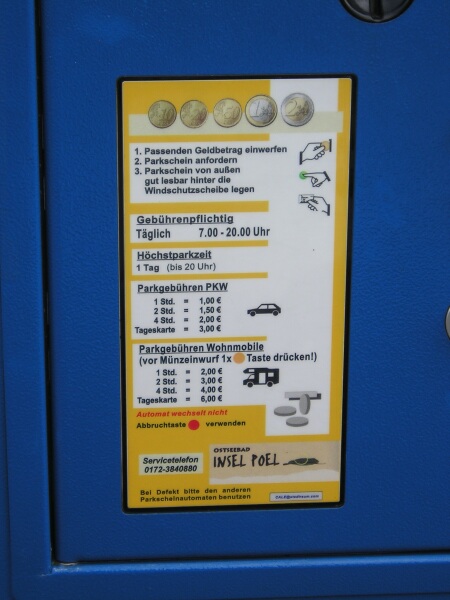 1. Passenden Geldbetrag einwerfen
2. Parkschein anfordern
3. Parkschein von außen
gut lesbar hinter die
Windschutzscheibe legen
Gebührenpflichtig
Täglich 7.00 - 20.00 Uhr
Höchstparkzeit
1 Tag (bis 20 Uhr)
Parkgebühren PKW
1 Std. = 1,00 €
2 Std. = 1,50 €
4 Std. = 2,00 €
Tageskarte = 3,00 €
Parkgebühren Wohnmobile
(vor Münzeinwurf 1x Taste drücken!)
1 Std. = 2,00 €
2 Std. = 3,00 €
4 Std. = 4,00 €
Tageskarte = 6,00 €
Automat wechselt nicht
Abbruchtaste verwenden
Servicetelefon
0172-3840880
OSTSEEBAD
INSEL POEL
Bei Defekt bitte den anderen
Parkscheinautomaten benutzen